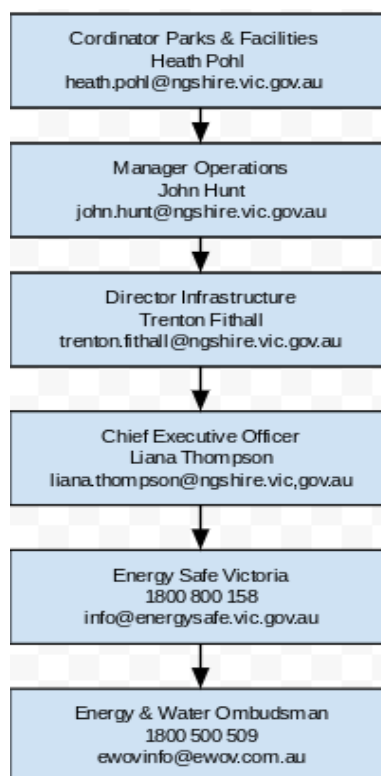 Cordinator Parks & Facilities
Heath Pohl
heath.pohl@ngshire.vic.gov.au
Manager Operations
John Hunt
john.hunt@ngshire.vic.gov.au
Director Infrastructure
Trenton Fithall
trenton.fithall@ngshire.vic.gov.au
Chief Executive Officer
Liana Thompson
liana.thompson@ngshire.vic,gov.au
Energy Safe Victoria
1800 800 158
info@energysafe.vic.gov.au
Energy & Water Ombudsman
1800 500 509
ewovinfo@ewov.com.au